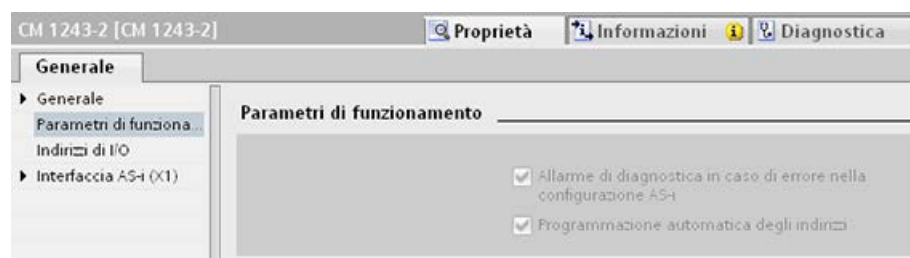 CM 1243-2 [CM 1243-2]
Proprietà
Informazioni
Diagnostica
Generale
Generale
Parametri di funziona...
Indirizzi di I/O
Interfaccia AS-i (X1)
Parametri di funzionamento
Allarme di diagnostica in caso di errore nella
configurazione AS-i
Programmazione automatica degli indirizzi